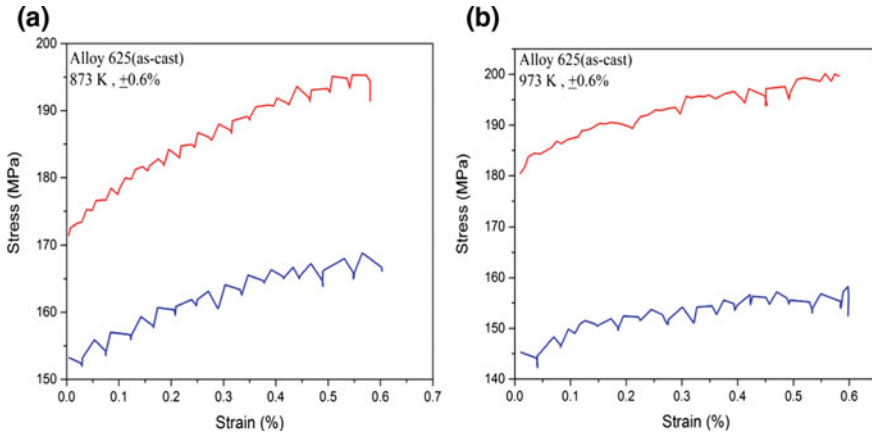 (a)
Alloy 625(as-cast)
873 K , ±0.6%
Stress (MPa)
200
190
180
170
160
150
0.0 0.1 0.2 0.3 0.4 0.5 0.6 0.7
Strain (%)
(b)
Alloy 625(as-cast)
973 K , ±0.6%
Stress (MPa)
200
190
180
170
160
150
140
0.0 0.1 0.2 0.3 0.4 0.5 0.6
Strain (%)